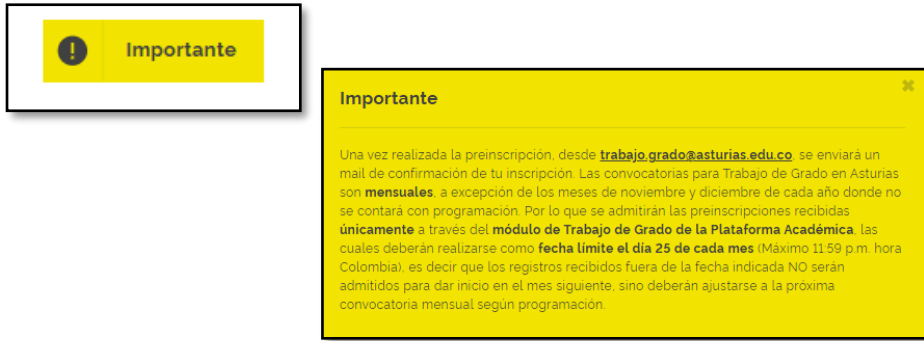 Importante
Importante
Una vez realizada la preinscripción, desde trabajo.grado@asturias.edu.co, se enviará un
mail de confirmación de tu inscripción. Las convocatorias para Trabajo de Grado en Asturias
son mensuales, a excepción de los meses de noviembre y diciembre de cada año donde no
se contará con programación. Por lo que se admitirán las preinscripciones recibidas
únicamente a través del módulo de Trabajo de Grado de la Plataforma Académica, las
cuales deberán realizarse como fecha límite el día 25 de cada mes (Máximo 11:59 p.m. hora
Colombia), es decir que los registros recibidos fuera de la fecha indicada NO serán
admitidos para dar inicio en el mes siguiente, sino deberán ajustarse a la próxima
convocatoria mensual según programación.